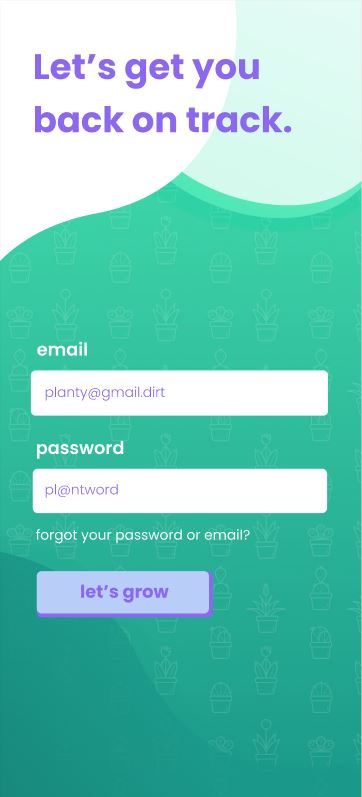 Let’s get you
back on track.
email
planty@gmail.dirt
password
pl@ntword
forgot your password or email?
let’s grow